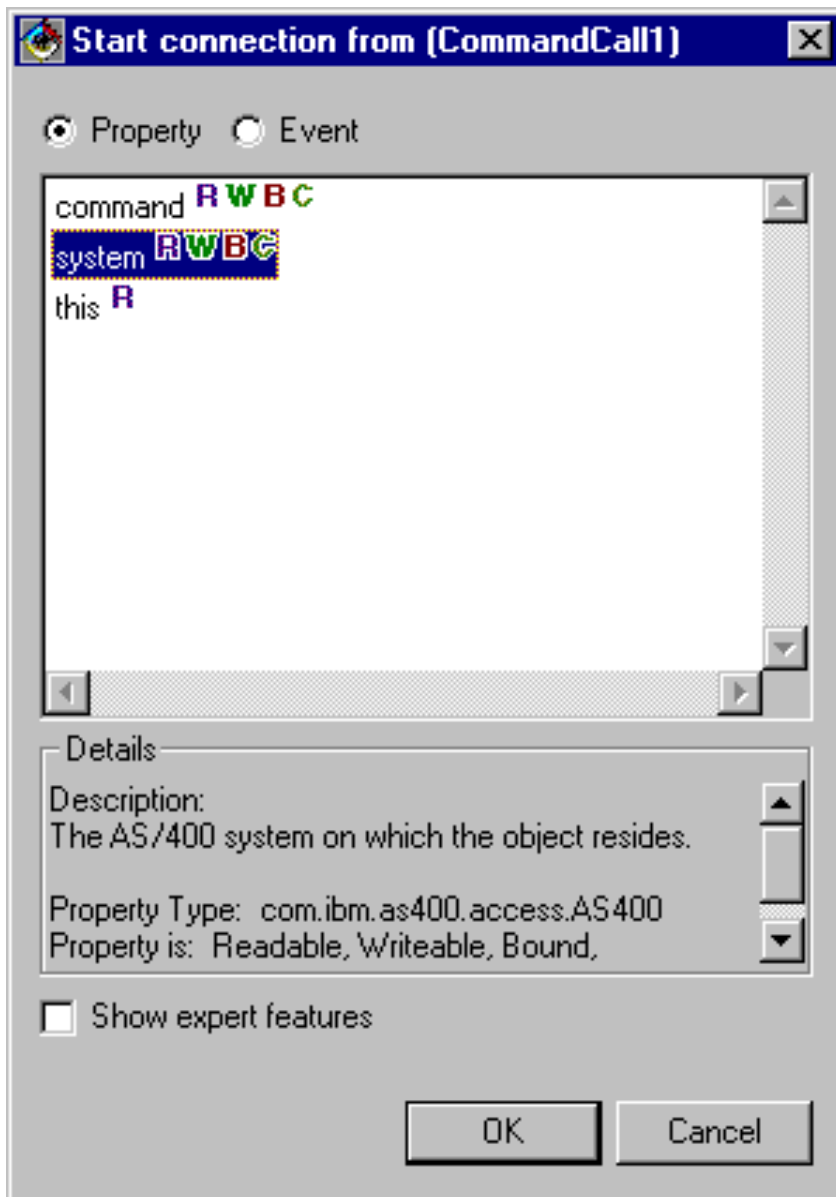 Start connection from (CommandCall1)
Property Event
command R W B C
system R W B C
this R
Details
Description:
The AS/400 system on which the object resides.
Property Type: com.ibm.as400.access.AS400
Property is: Readable, Writeable, Bound,
Show expert features
OK Cancel